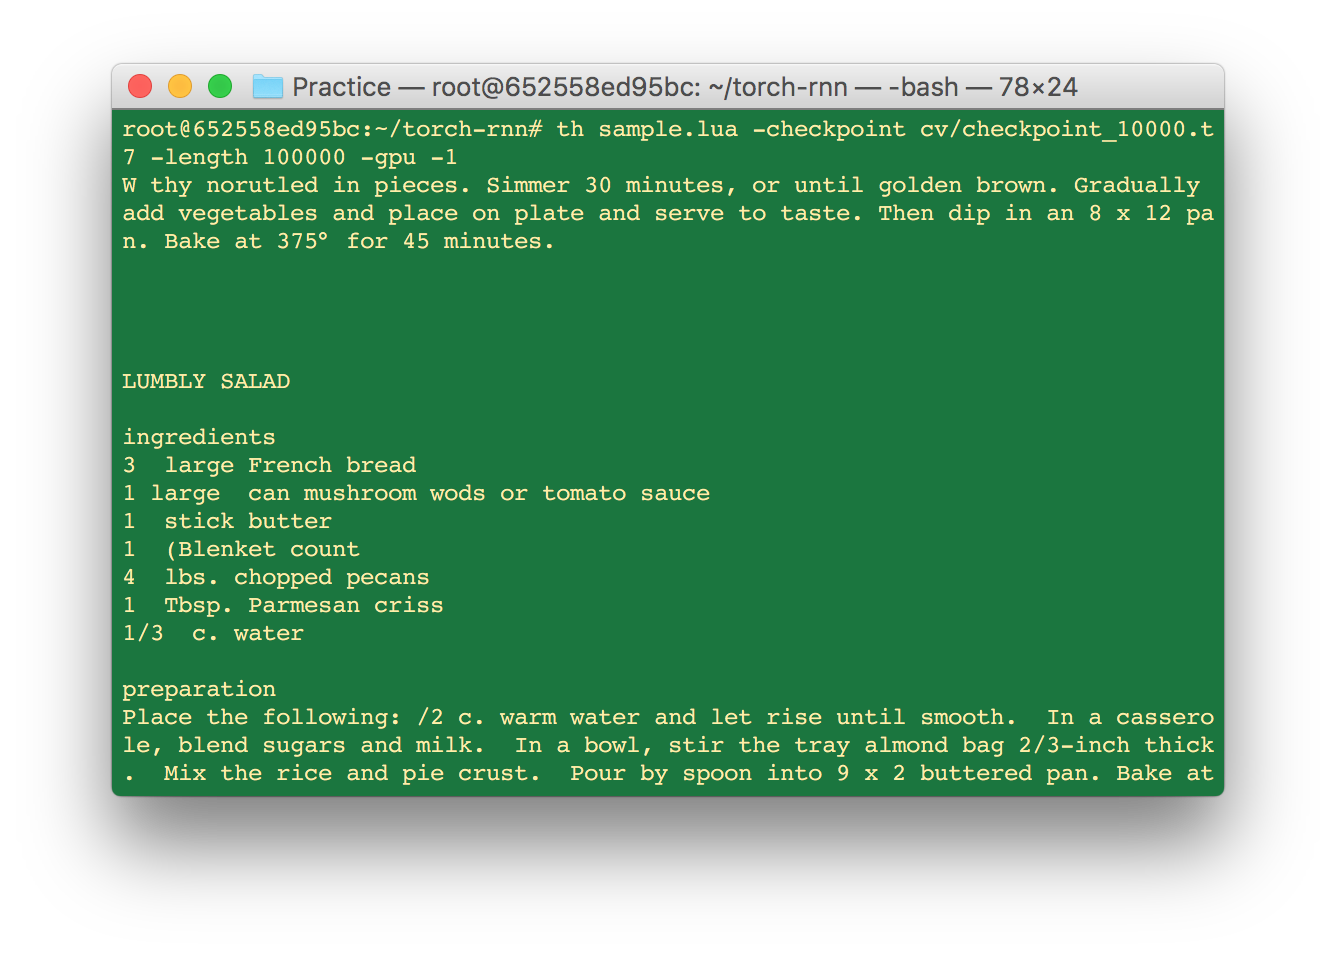 Practice — root@652558ed95bc: ~/torch-rnn — -bash — 78×24
root@652558ed95bc:~/torch-rnn# th sample.lua -checkpoint cv/checkpoint_10000.t
7 -length 100000 -gpu -1
W thy norutled in pieces. Simmer 30 minutes, or until golden brown. Gradually
add vegetables and place on plate and serve to taste. Then dip in an 8 x 12 pa
n. Bake at 375° for 45 minutes.
LUMBLY SALAD
ingredients
3  large French bread
1 large  can mushroom wods or tomato sauce
1  stick butter
1  (Blenket count
4  lbs. chopped pecans
1  Tbsp. Parmesan criss
1/3  c. water
preparation
Place the following: /2 c. warm water and let rise until smooth.  In a cassero
le, blend sugars and milk.  In a bowl, stir the tray almond bag 2/3-inch thick
.  Mix the rice and pie crust.  Pour by spoon into 9 x 2 buttered pan. Bake at